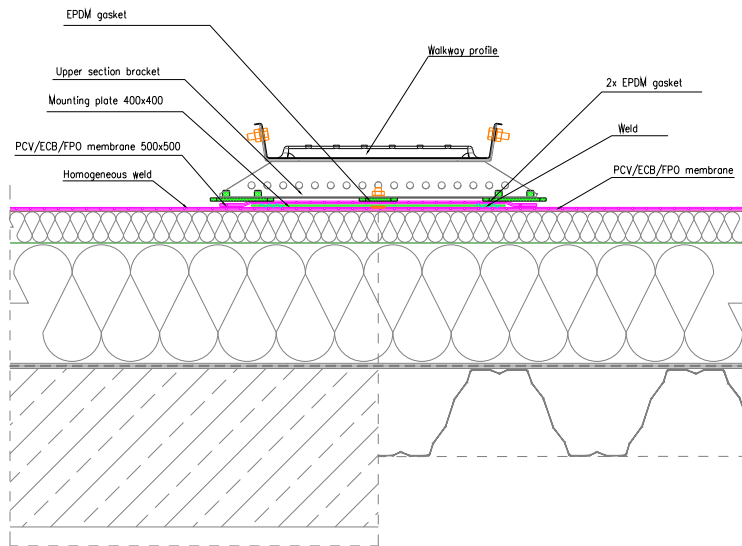 EPDM gasket
Walkway profile
Upper section bracket
2x EPDM gasket
Mounting plate 400x400
Weld
PCV/ECB/FPO membrane 500x500
PCV/ECB/FPO membrane
Homogeneous weld